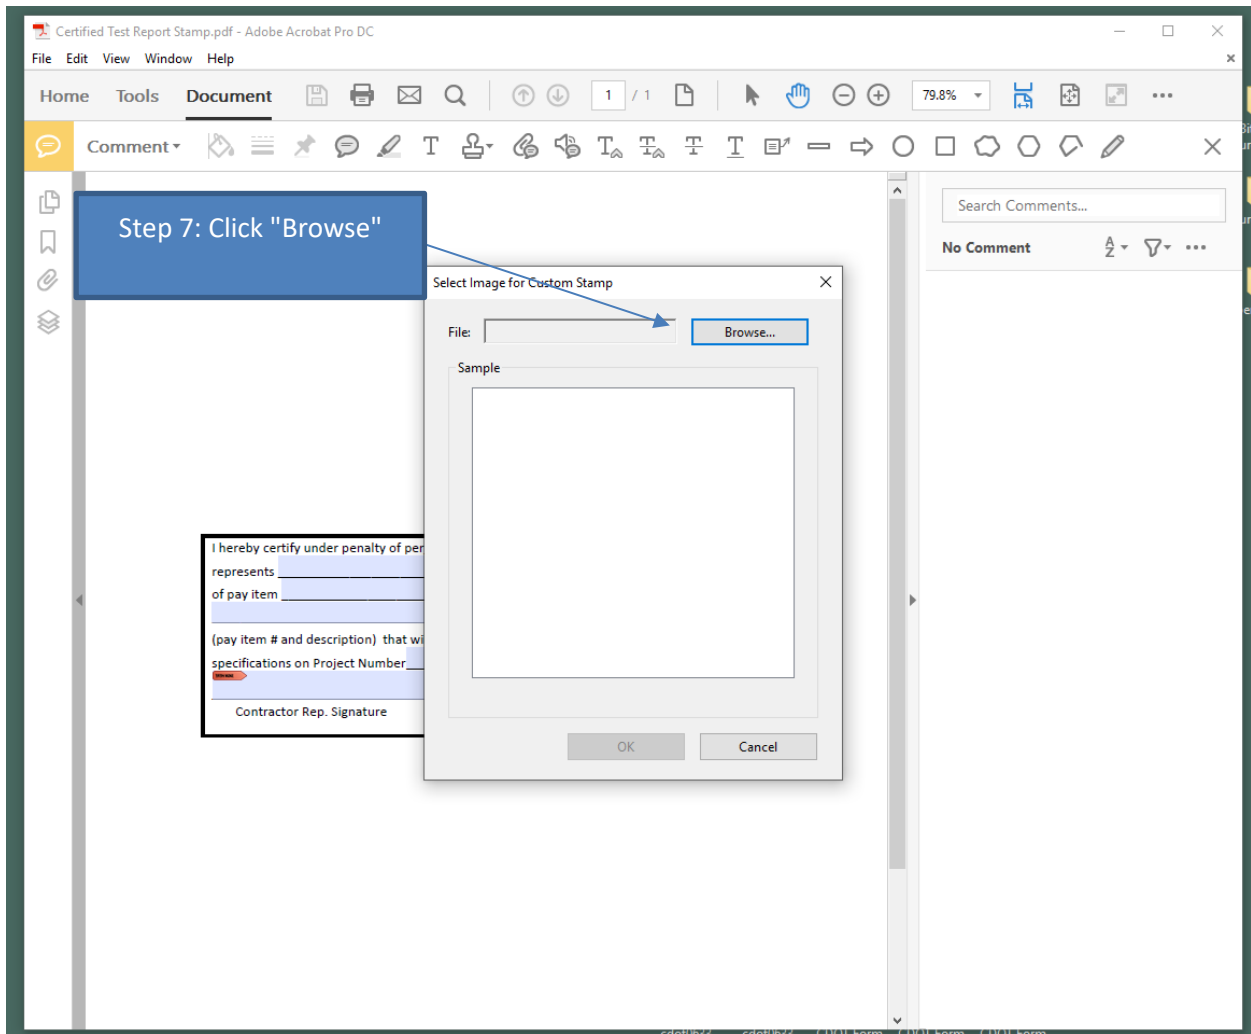 Certified Test Report Stamp.pdf - Adobe Acrobat Pro DC
File Edit View Window Help
Home Tools Document 1 / 1 79.8%
Comment
Step 7: Click "Browse"
Search Comments...
No Comment
Select Image for Custom Stamp
File: Browse...
Sample
I hereby certify under penalty of per
represents
of pay item
(pay item # and description) that wi
specifications on Project Number
Contractor Rep. Signature
OK Cancel